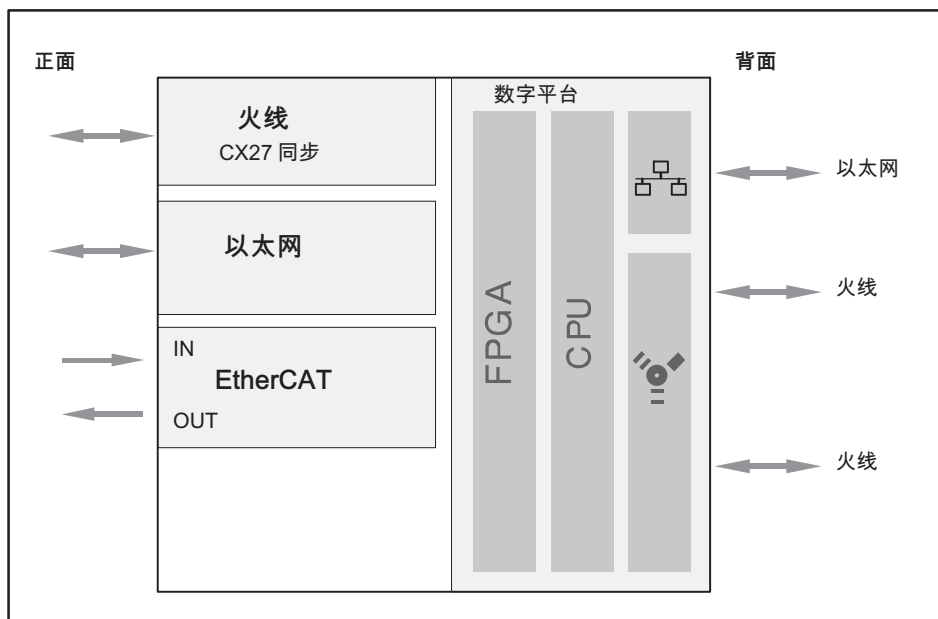 正面
背面
火线
CX27 同步
以太网
IN
EtherCAT
OUT
数字平台
FPGA
CPU
以太网
火线
火线